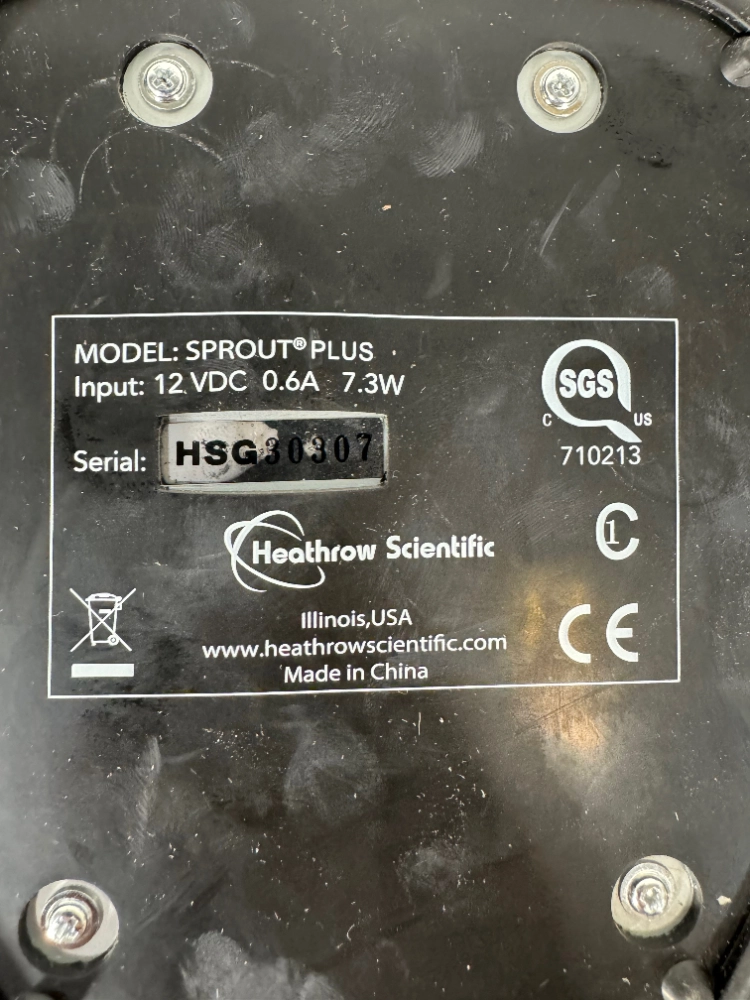 MODEL: SPROUT® PLUS
Input: 12 VDC 0.6A 7.3W
Serial: HSG30307
SGS
C US
710213
Heathrow Scientific
C1
Illinois,USA
www.heathrowscientific.com
Made in China
CE